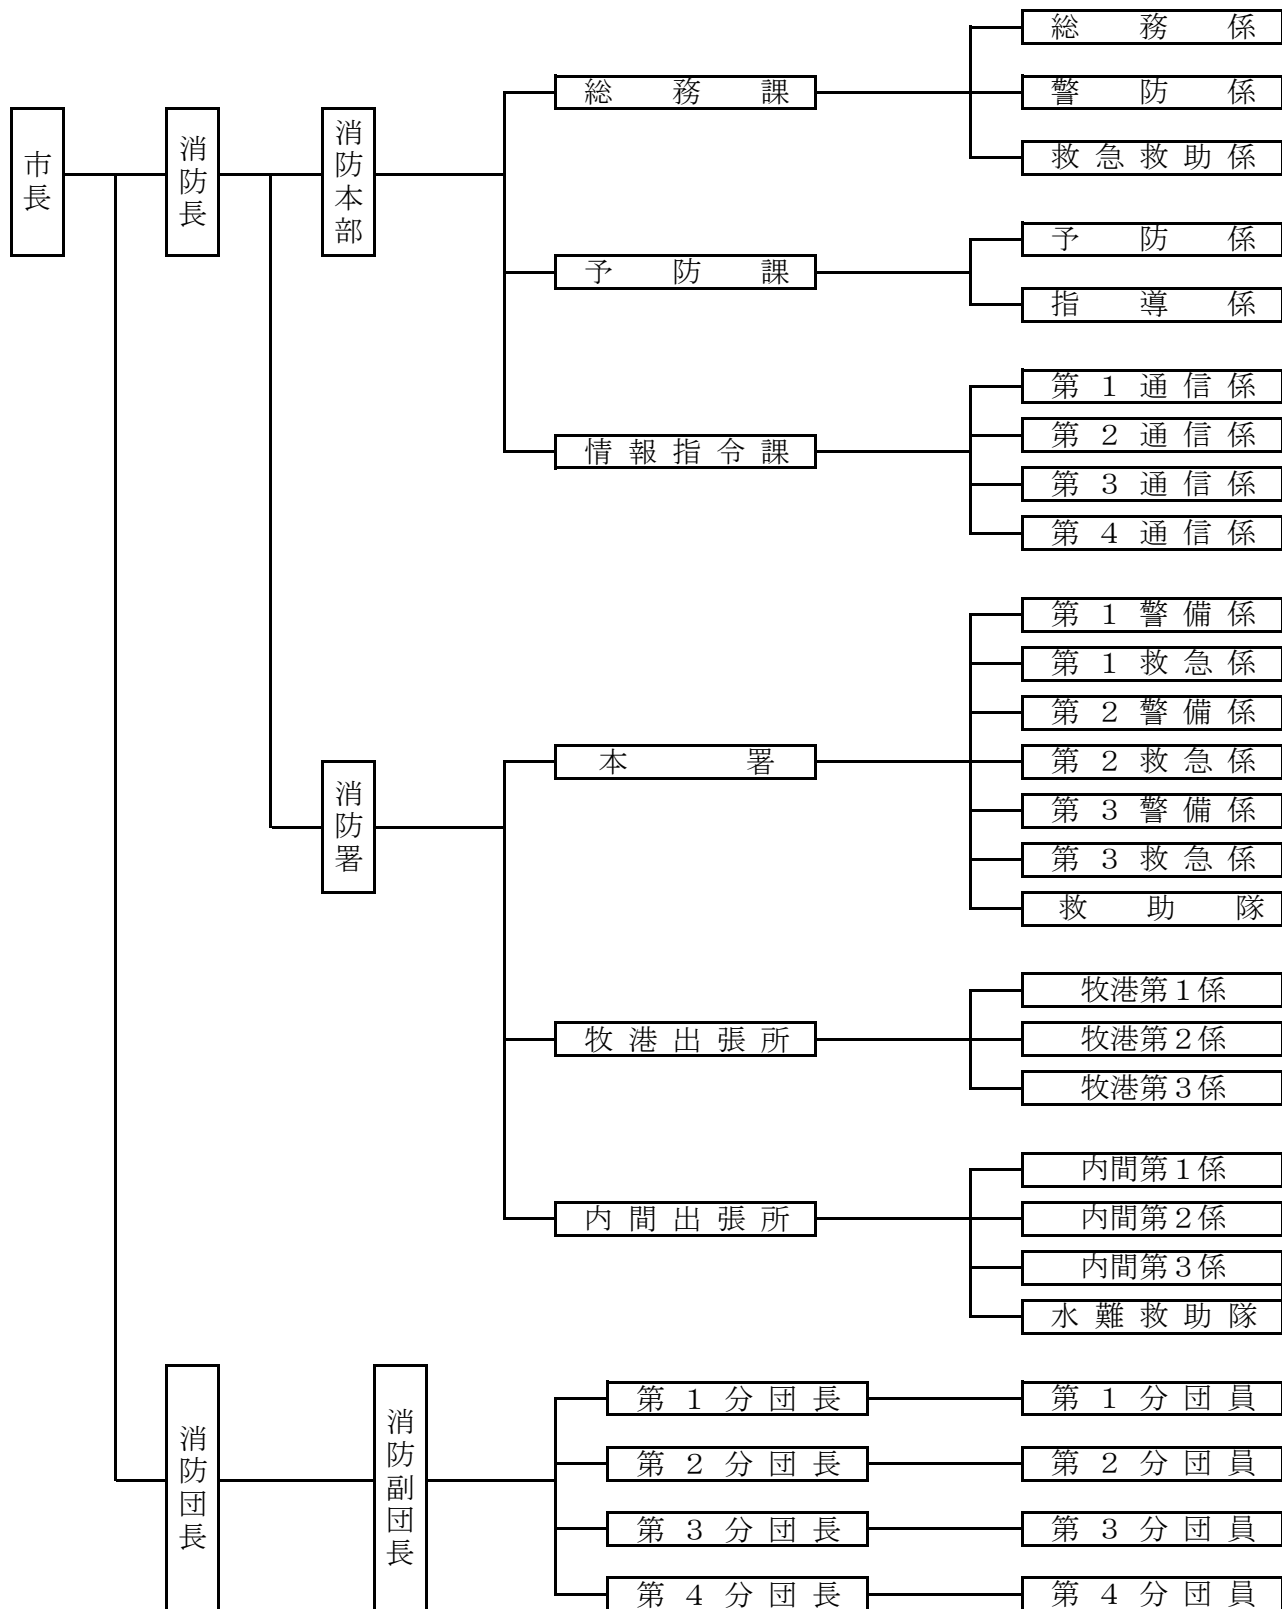 市長
消防長
消防本部
総務課
総務係
警防係
救急救助係
予防課
予防係
指導係
情報指令課
第1通信係
第2通信係
第3通信係
第4通信係
消防署
本署
第1警備係
第1救急係
第2警備係
第2救急係
第3警備係
第3救急係
救助隊
牧港出張所
牧港第1係
牧港第2係
牧港第3係
内間出張所
内間第1係
内間第2係
内間第3係
水難救助隊
消防団長
消防副団長
第1分団長
第1分団員
第2分団長
第2分団員
第3分団長
第3分団員
第4分団長
第4分団員